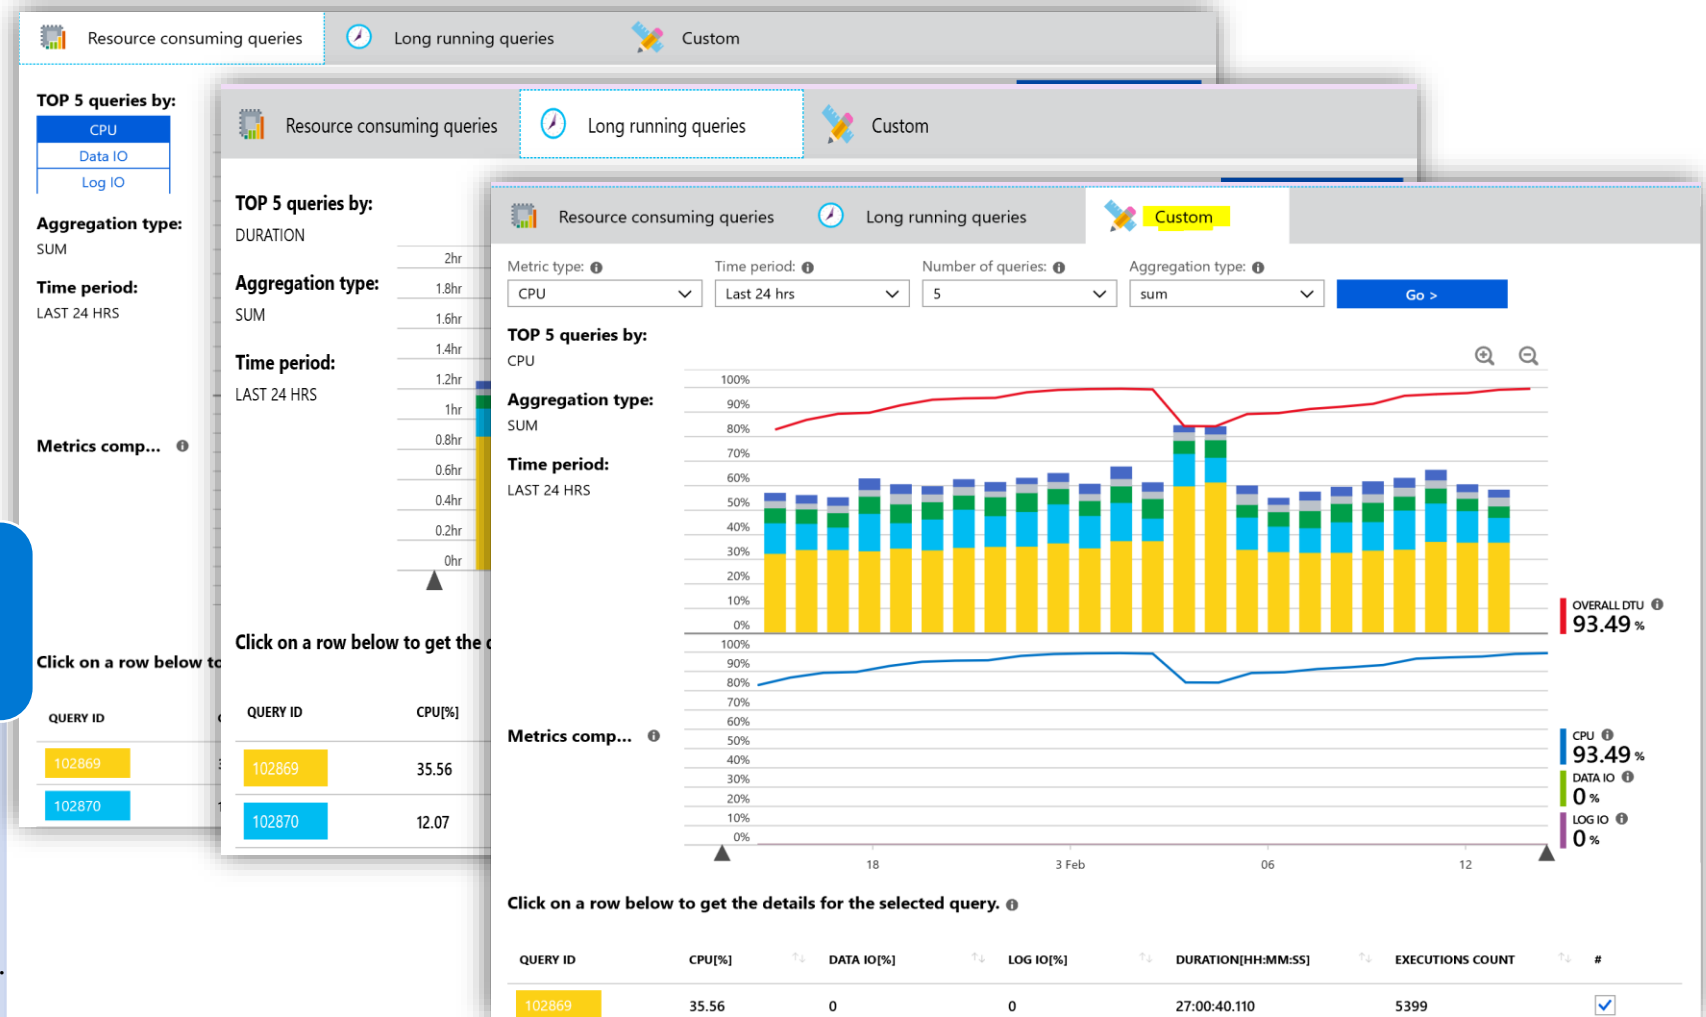 Resource consuming queries
Long running queries
Custom
TOP 5 queries by:
CPU
Data IO
Log IO
Aggregation type:
SUM
Time period:
LAST 24 HRS
Metrics comp...
Click on a row below to
QUERY ID
102869
102870
Resource consuming queries
Long running queries
Custom
TOP 5 queries by:
DURATION
Aggregation type:
SUM
Time period:
LAST 24 HRS
2hr
1.8hr
1.6hr
1.4hr
1.2hr
1hr
0.8hr
0.6hr
0.4hr
0.2hr
0hr
Click on a row below to get the
QUERY ID CPU[%]
102869 35.56
102870 12.07
Resource consuming queries
Long running queries
Custom
Metric type: Time period: Number of queries: Aggregation type:
CPU Last 24 hrs 5 sum Go >
TOP 5 queries by:
CPU
Aggregation type:
SUM
Time period:
LAST 24 HRS
100%
90%
80%
70%
60%
50%
40%
30%
20%
10%
0%
OVERALL DTU
93.49 %
100%
90%
80%
70%
60%
50%
40%
30%
20%
10%
0%
Metrics comp...
CPU
93.49 %
DATA IO
0 %
LOG IO
0 %
18 3 Feb 06 12
Click on a row below to get the details for the selected query.
QUERY ID CPU[%] DATA IO[%] LOG IO[%] DURATION[HH:MM:SS] EXECUTIONS COUNT #
102869 35.56 0 0 27:00:40.110 5399